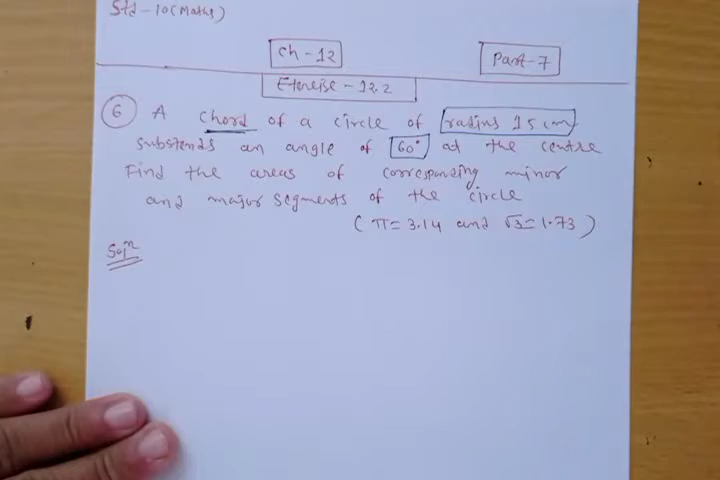 Std-10(Maths)
Ch-12
Part-7
Exercise-12.2
6 A chord of a circle of radius 15 cm
substends an angle of 60° at the centre
Find the areas of corresponding minor
and major segments of the circle
(π=3.14 and √3=1.73)
Solⁿ